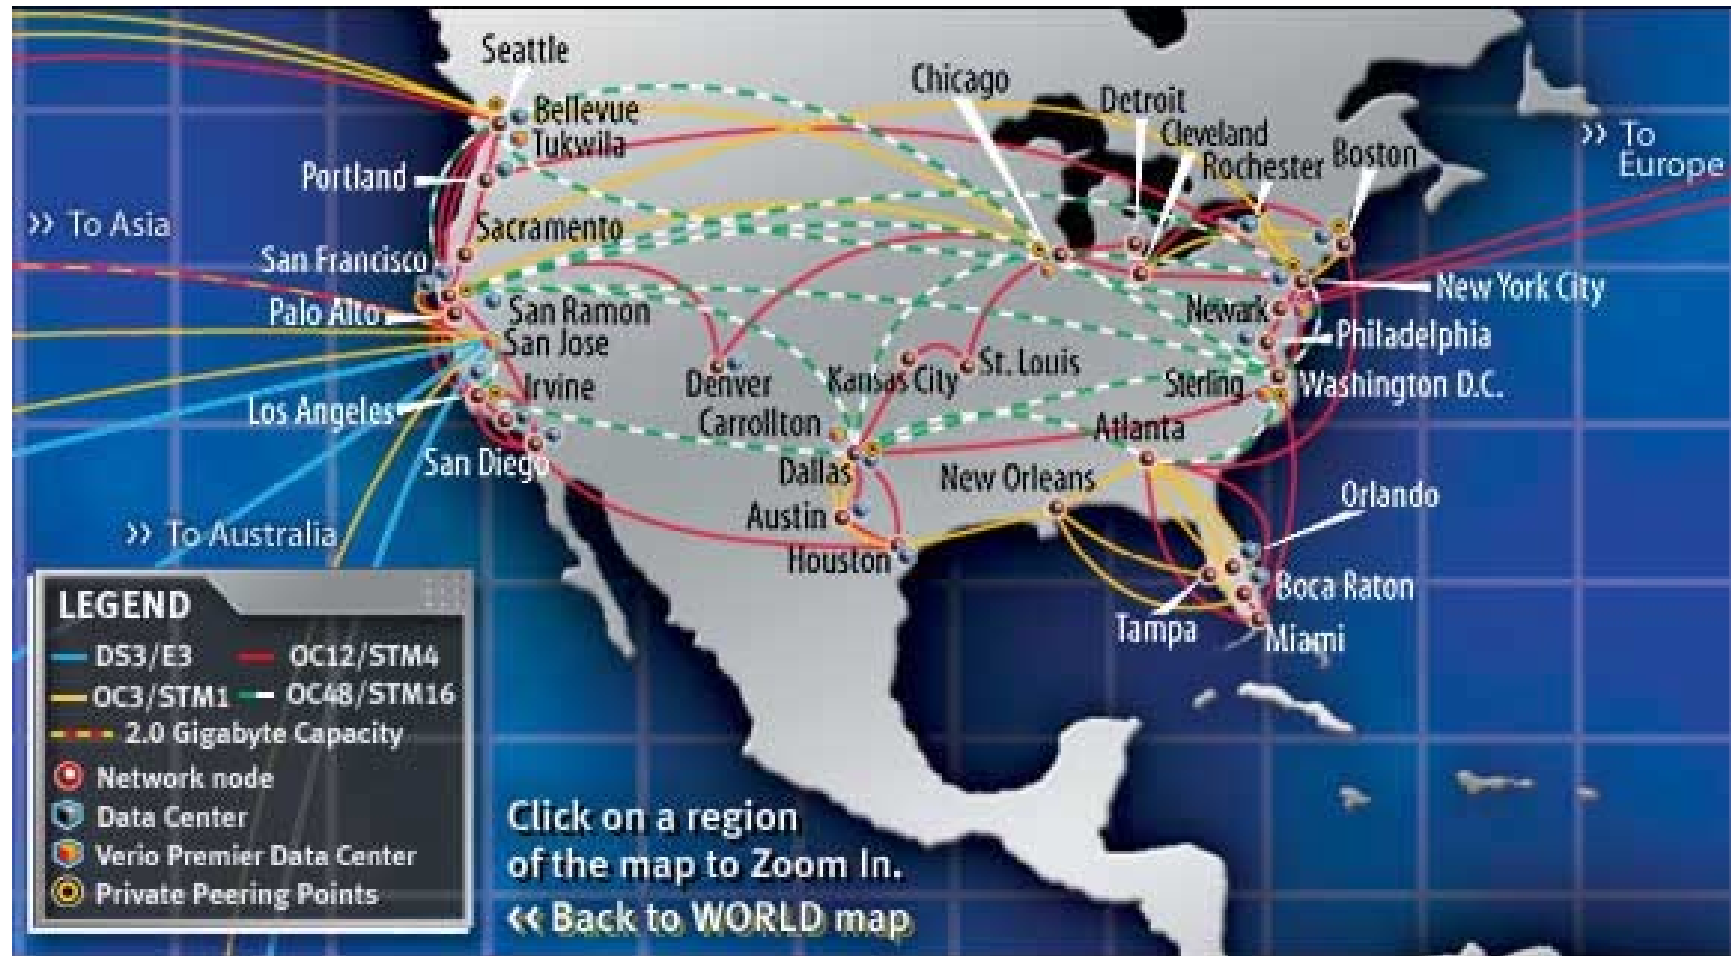 Seattle
Bellevue
Tukwila
Portland
Sacramento
San Francisco
Palo Alto
San Ramon
San Jose
Irvine
Los Angeles
San Diego
Denver
Kansas City
St. Louis
Carrollton
Dallas
Austin
Houston
New Orleans
Atlanta
Chicago
Detroit
Cleveland
Rochester
Boston
New York City
Newark
Philadelphia
Sterling
Washington D.C.
Orlando
Boca Raton
Tampa
Miami
>> To Asia
>> To
Europe
>> To Australia
LEGEND
DS3/E3
OC12/STM4
OC3/STM1
OC48/STM16
2.0 Gigabyte Capacity
Network node
Data Center
Verio Premier Data Center
Private Peering Points
Click on a region
of the map to Zoom In.
<< Back to WORLD map